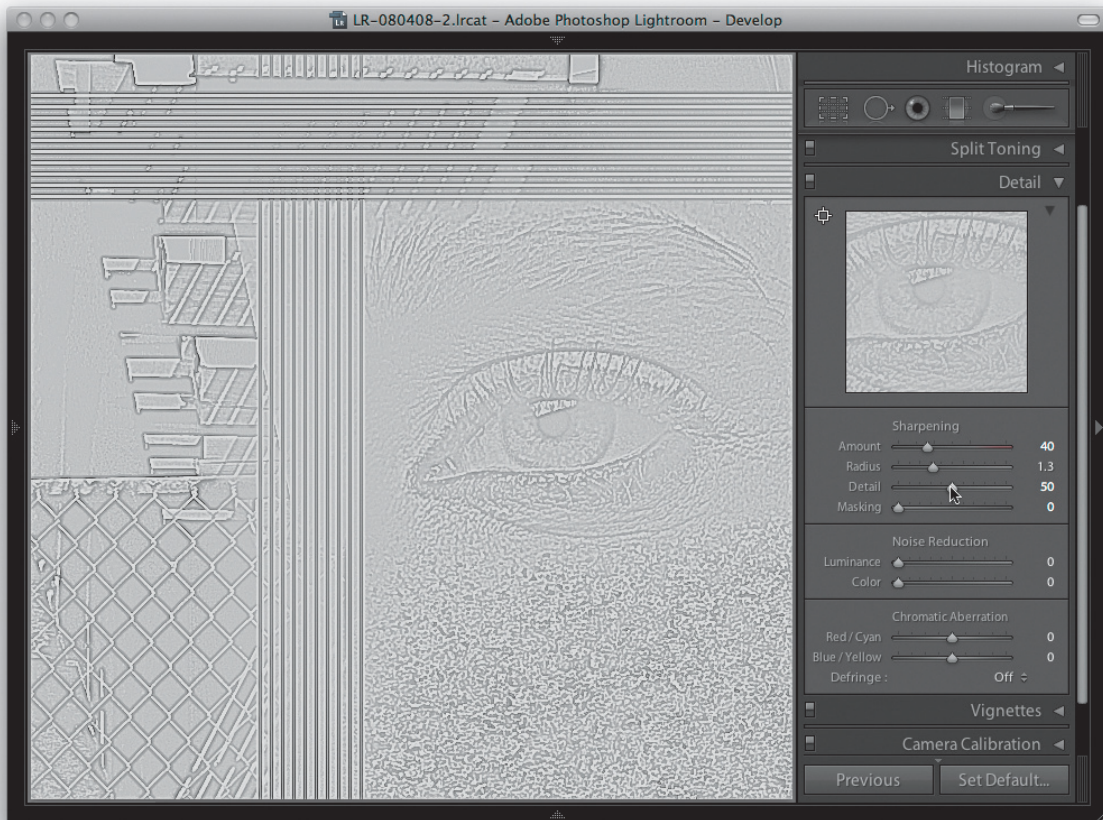 LR-080408-2.lrcat – Adobe Photoshop Lightroom – Develop
Histogram
Split Toning
Detail
Sharpening
Amount 40
Radius 1.3
Detail 50
Masking 0
Noise Reduction
Luminance 0
Color 0
Chromatic Aberration
Red / Cyan 0
Blue / Yellow 0
Defringe : Off
Vignettes
Camera Calibration
Previous Set Default...